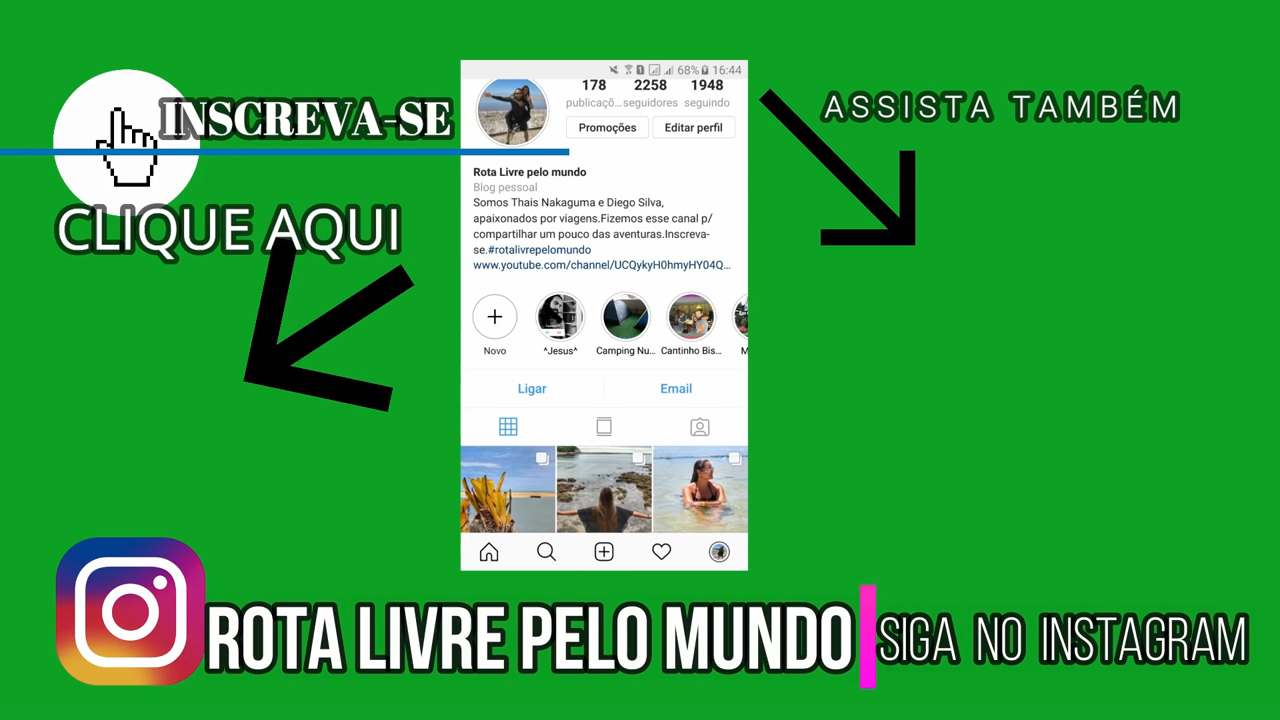 INSCREVA-SE
CLIQUE AQUI
68% 16:44
178 2258 1948
publicaçõ... seguidores seguindo
Promoções Editar perfil
Rota Livre pelo mundo
Blog pessoal
Somos Thais Nakaguma e Diego Silva,
apaixonados por viagens.Fizemos esse canal p/
compartilhar um pouco das aventuras.Inscreva-
se.#rotalivrepelomundo
www.youtube.com/channel/UCQykyH0hmyHY04Q...
Novo ^Jesus^ Camping Nu... Cantinho Bis... M
Ligar Email
ASSISTA TAMBÉM
ROTA LIVRE PELO MUNDO
SIGA NO INSTAGRAM